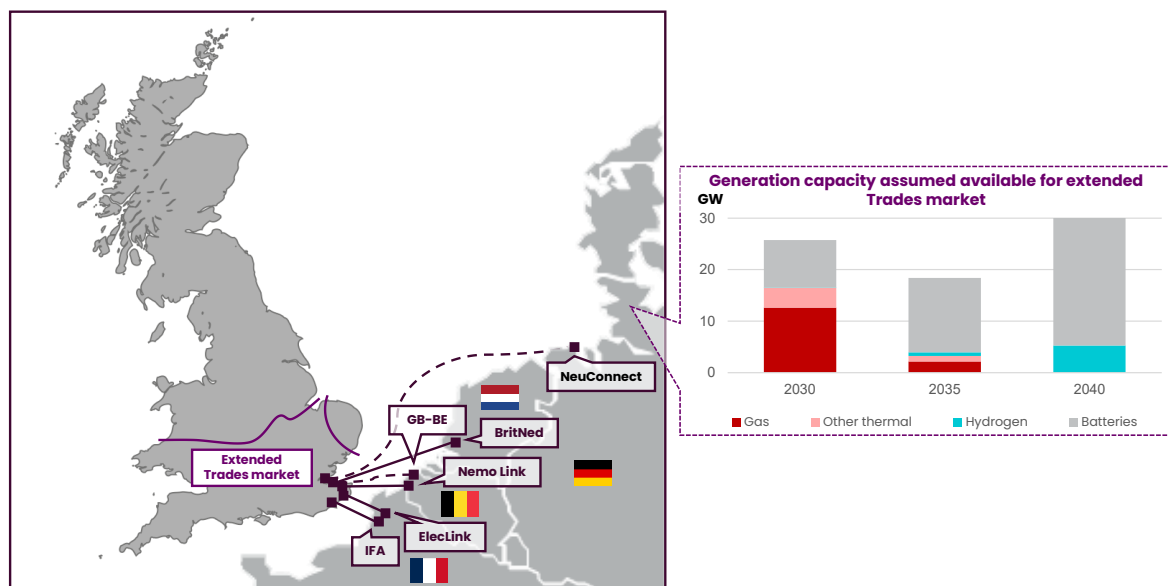 NeuConnect
GB-BE
BritNed
Extended
Trades market
Nemo Link
ElecLink
IFA
Generation capacity assumed available for extended
Trades market
GW
30
20
10
0
2030
2035
2040
Gas
Other thermal
Hydrogen
Batteries